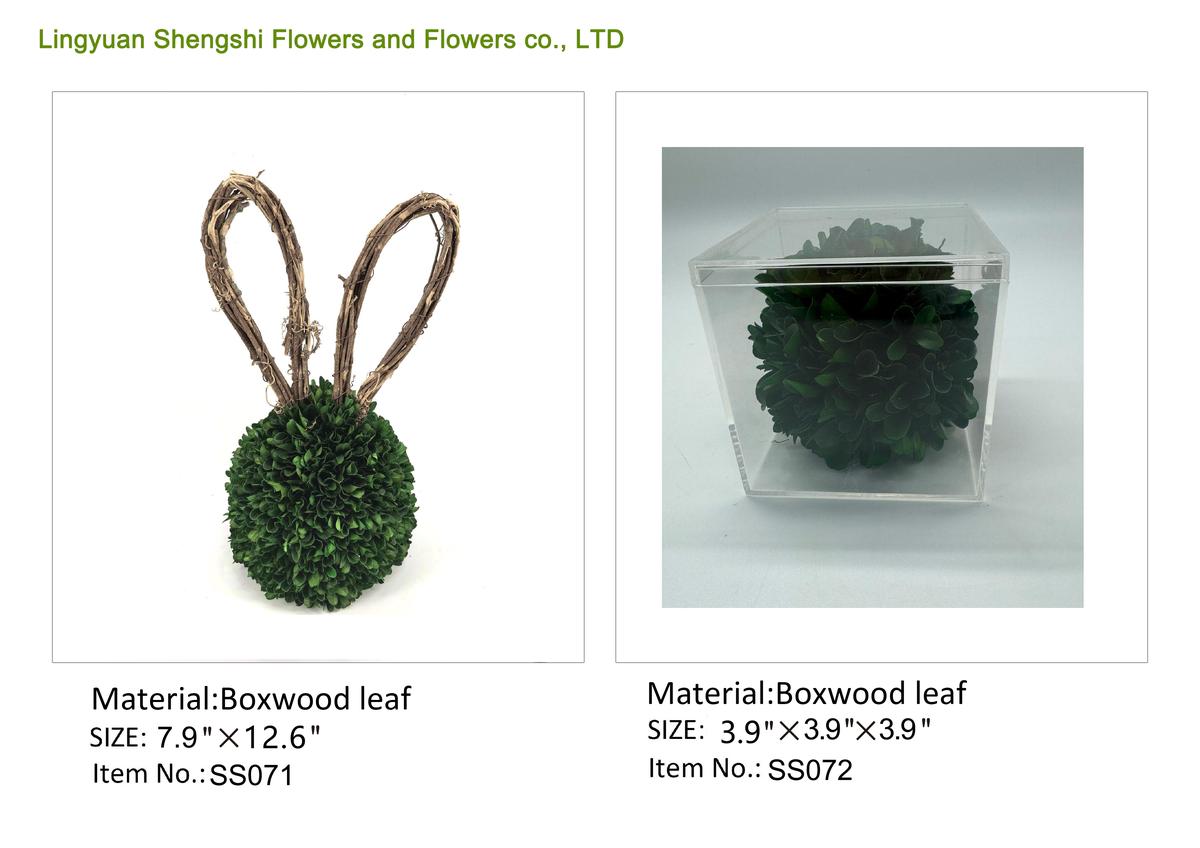 Lingyuan Shengshi Flowers and Flowers co., LTD
Material:Boxwood leaf
SIZE: 7.9"×12.6"
Item No.:SS071
Material:Boxwood leaf
SIZE: 3.9"×3.9"×3.9"
Item No.: SS072